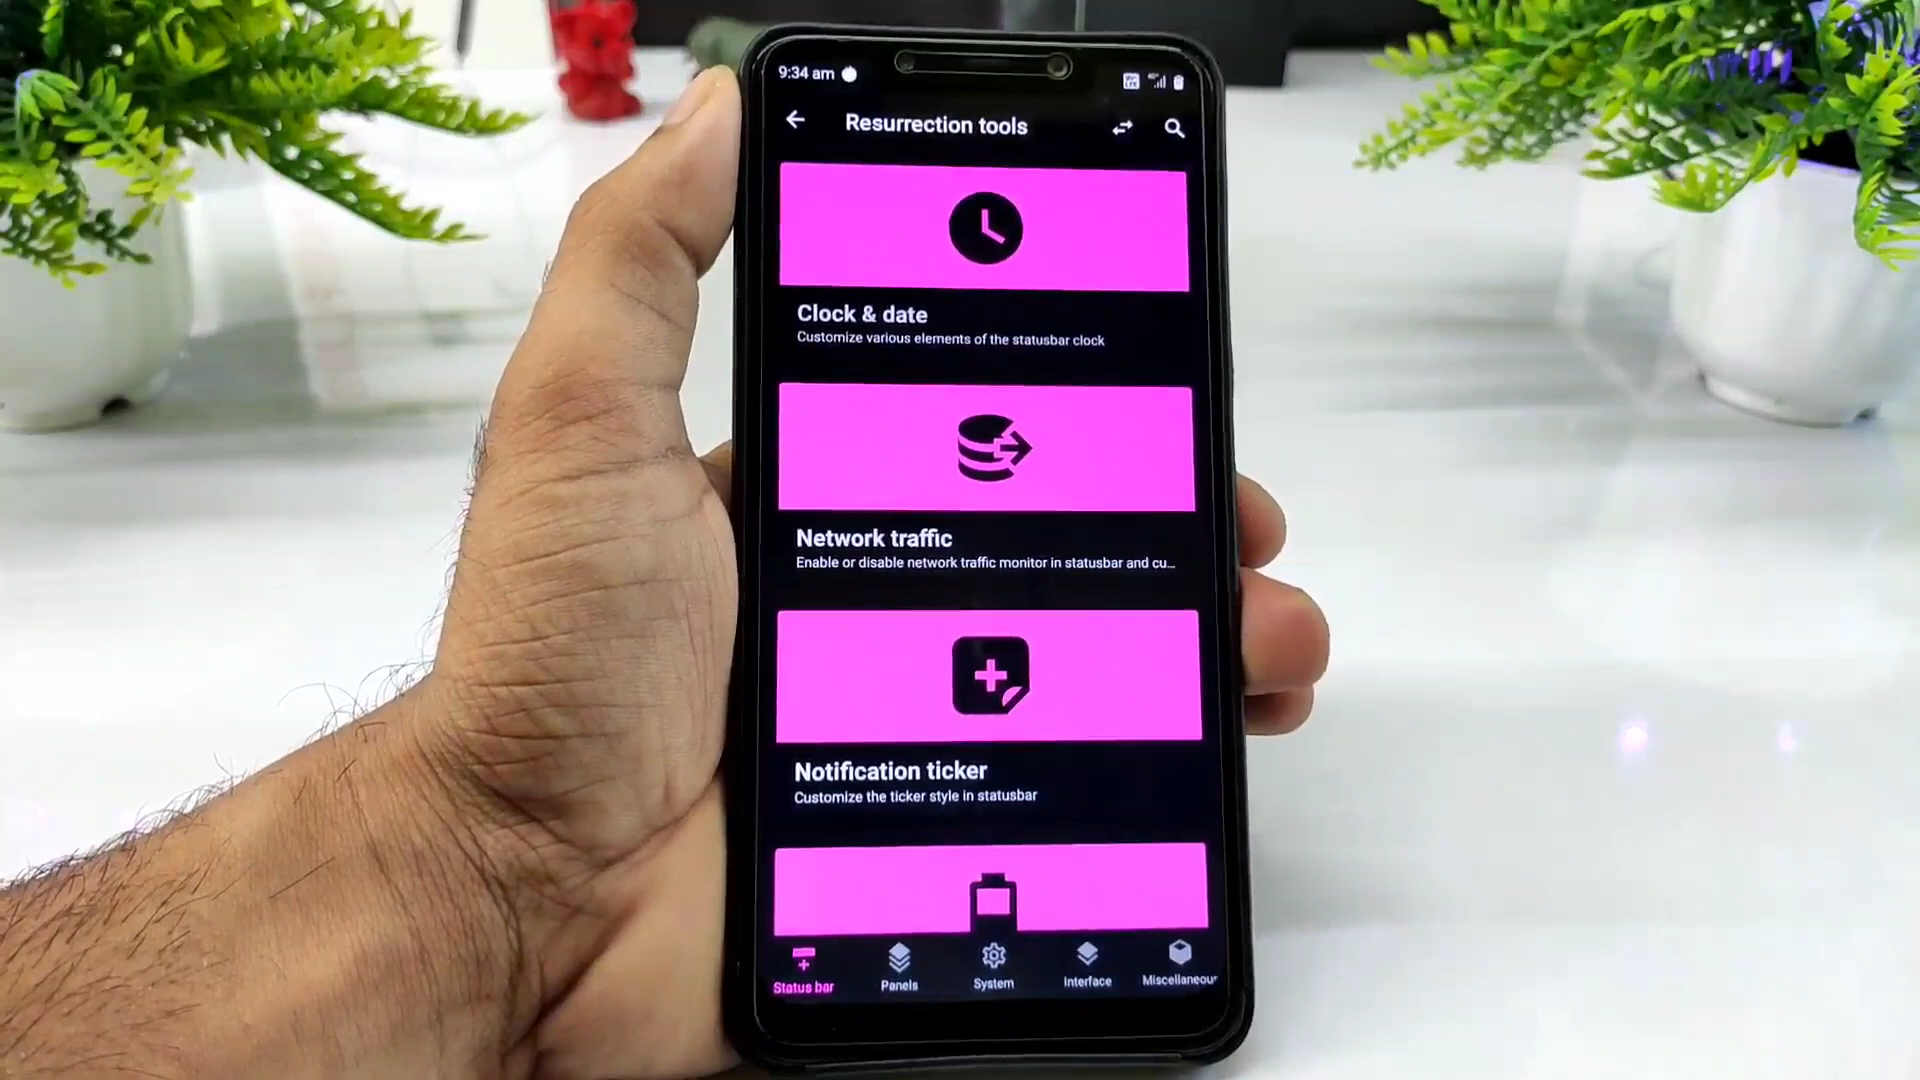 9:34 am
Resurrection tools
Clock & date
Customize various elements of the statusbar clock
Network traffic
Enable or disable network traffic monitor in statusbar and cu...
Notification ticker
Customize the ticker style in statusbar
Status bar
Panels
System
Interface
Miscellaneous